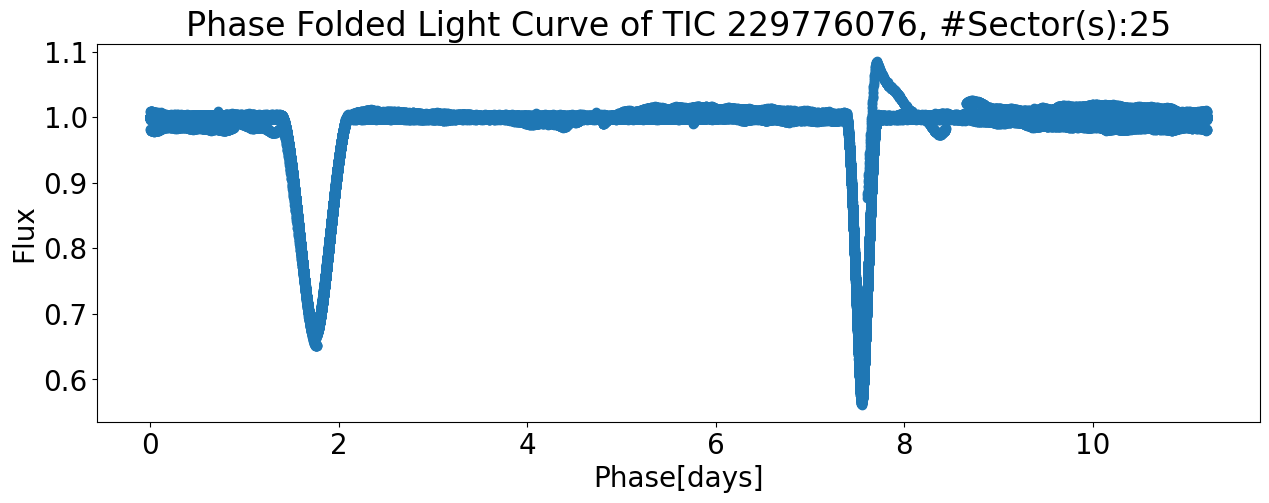 Phase Folded Light Curve of TIC 229776076, #Sector(s):25
1.1
1.0
0.9
0.8
0.7
0.6
Flux
0 2 4 6 8 10
Phase[days]